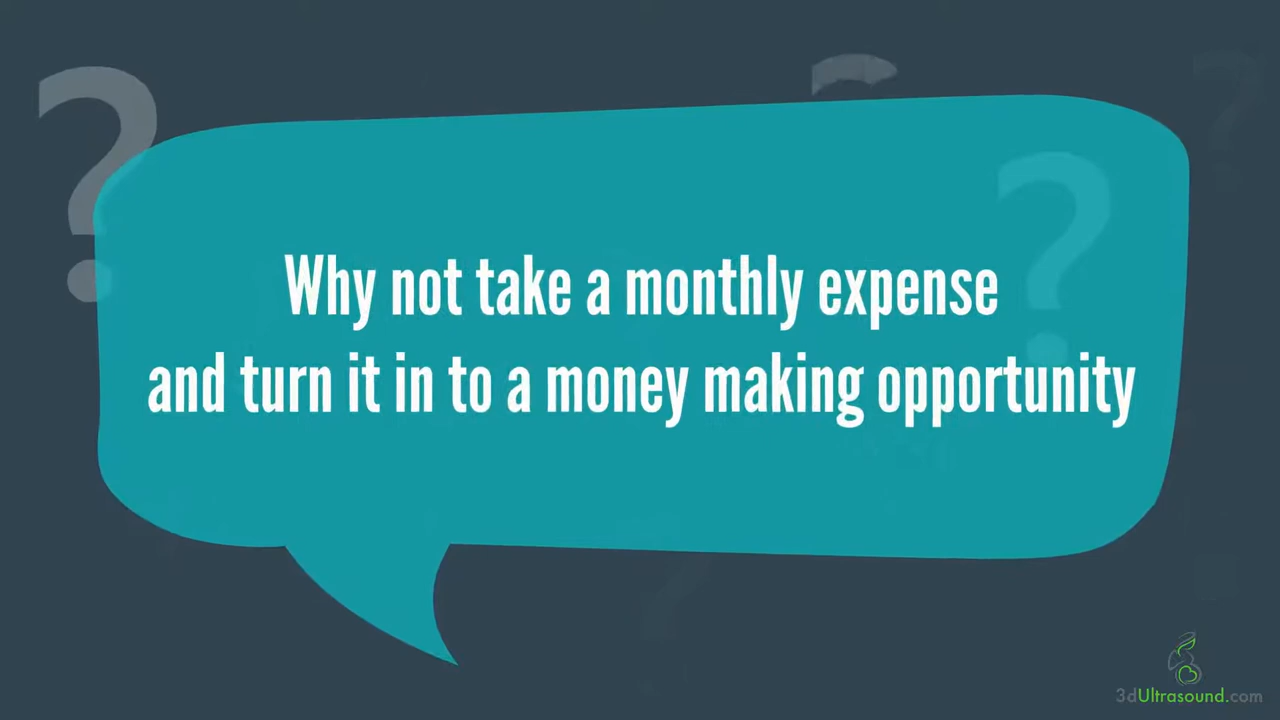 ?
?
?
Why not take a monthly expense
and turn it in to a money making opportunity
?
3dUltrasound.com